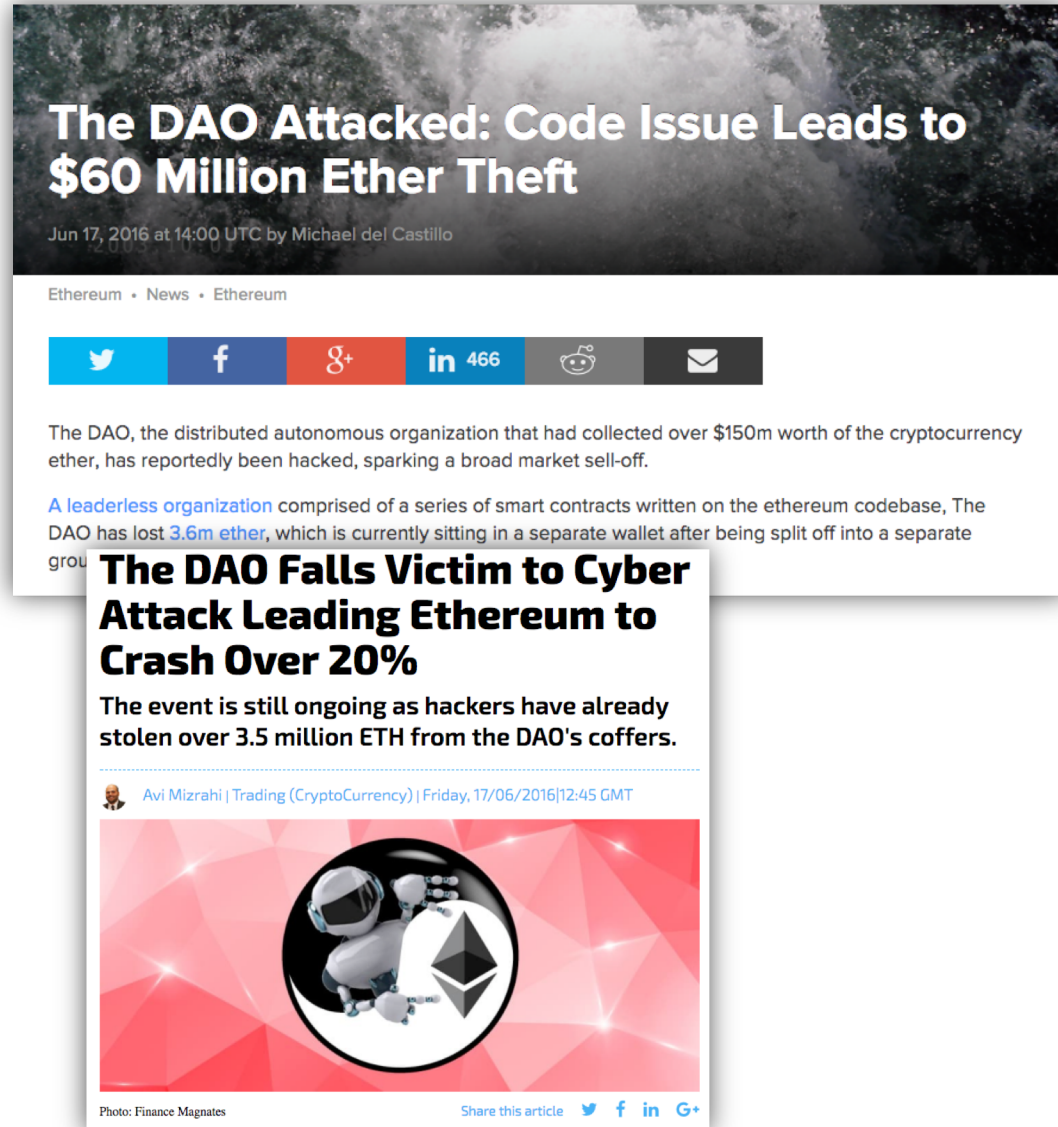 The DAO Attacked: Code Issue Leads to
$60 Million Ether Theft
Jun 17, 2016 at 14:00 UTC by Michael del Castillo
Ethereum • News • Ethereum
466
The DAO, the distributed autonomous organization that had collected over $150m worth of the cryptocurrency
ether, has reportedly been hacked, sparking a broad market sell-off.
A leaderless organization comprised of a series of smart contracts written on the ethereum codebase, The
DAO has lost 3.6m ether, which is currently sitting in a separate wallet after being split off into a separate
The DAO Falls Victim to Cyber
Attack Leading Ethereum to
Crash Over 20%
The event is still ongoing as hackers have already
stolen over 3.5 million ETH from the DAO's coffers.
Avi Mizrahi | Trading (CryptoCurrency) | Friday, 17/06/2016|12:45 GMT
Photo: Finance Magnates
Share this article